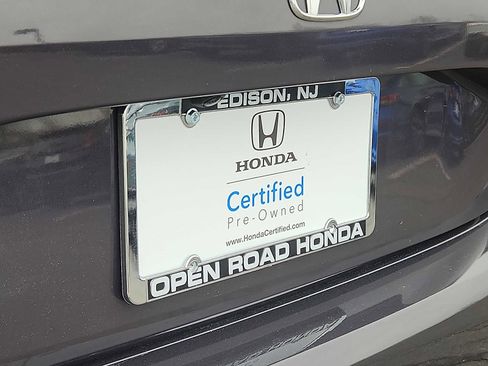 EDISON, NJ
HONDA
Certified
Pre-Owned
www.HondaCertified.com
OPEN ROAD HONDA